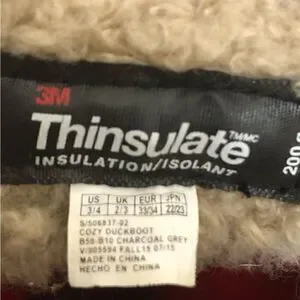 3M
Thinsulate TM/MC
INSULATION/ISOLANT
200
US UK EUR JPN
3/4 2/3 33/34 22/23
S/506837-02
COZY DUCKBOOT
B58-B10 CHARCOAL GREY
V/005594 FALL15 07/15
MADE IN CHINA
HECHO EN CHINA